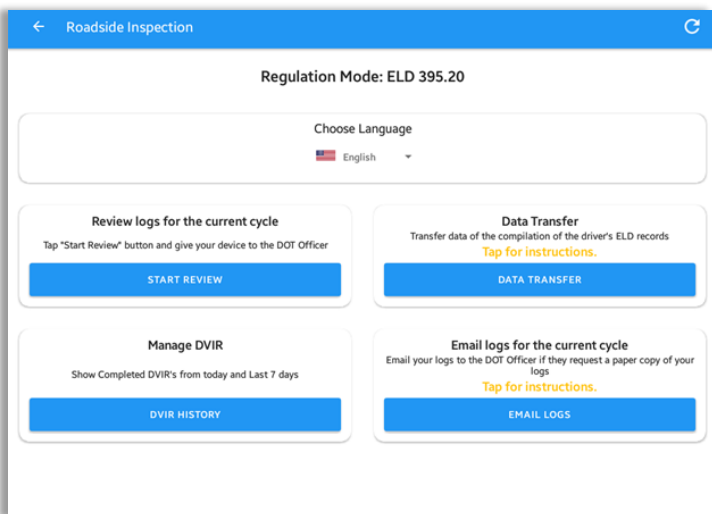 Roadside Inspection
Regulation Mode: ELD 395.20
Choose Language
English
Review logs for the current cycle
Tap "Start Review" button and give your device to the DOT Officer
START REVIEW
Data Transfer
Transfer data of the compilation of the driver's ELD records
Tap for instructions.
DATA TRANSFER
Manage DVIR
Show Completed DVIR's from today and Last 7 days
DVIR HISTORY
Email logs for the current cycle
Email your logs to the DOT Officer if they request a paper copy of your
logs
Tap for instructions.
EMAIL LOGS